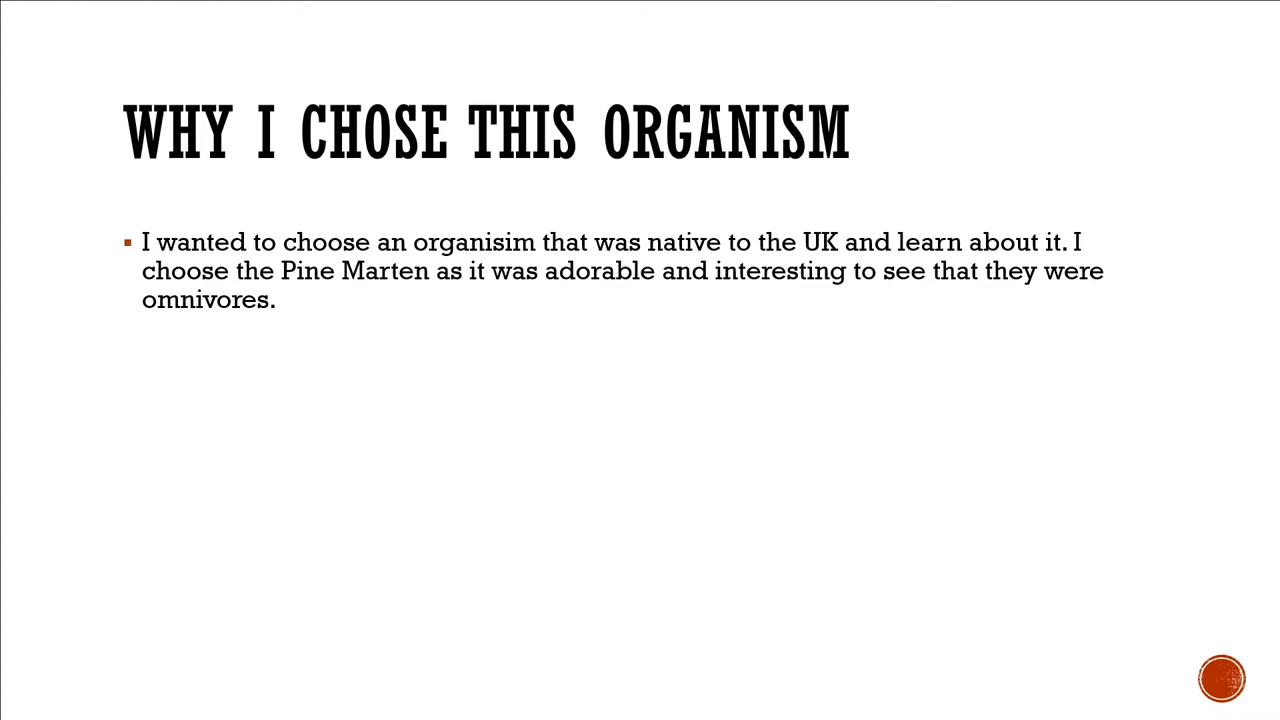 WHY I CHOSE THIS ORGANISM
I wanted to choose an organisim that was native to the UK and learn about it. I
choose the Pine Marten as it was adorable and interesting to see that they were
omnivores.